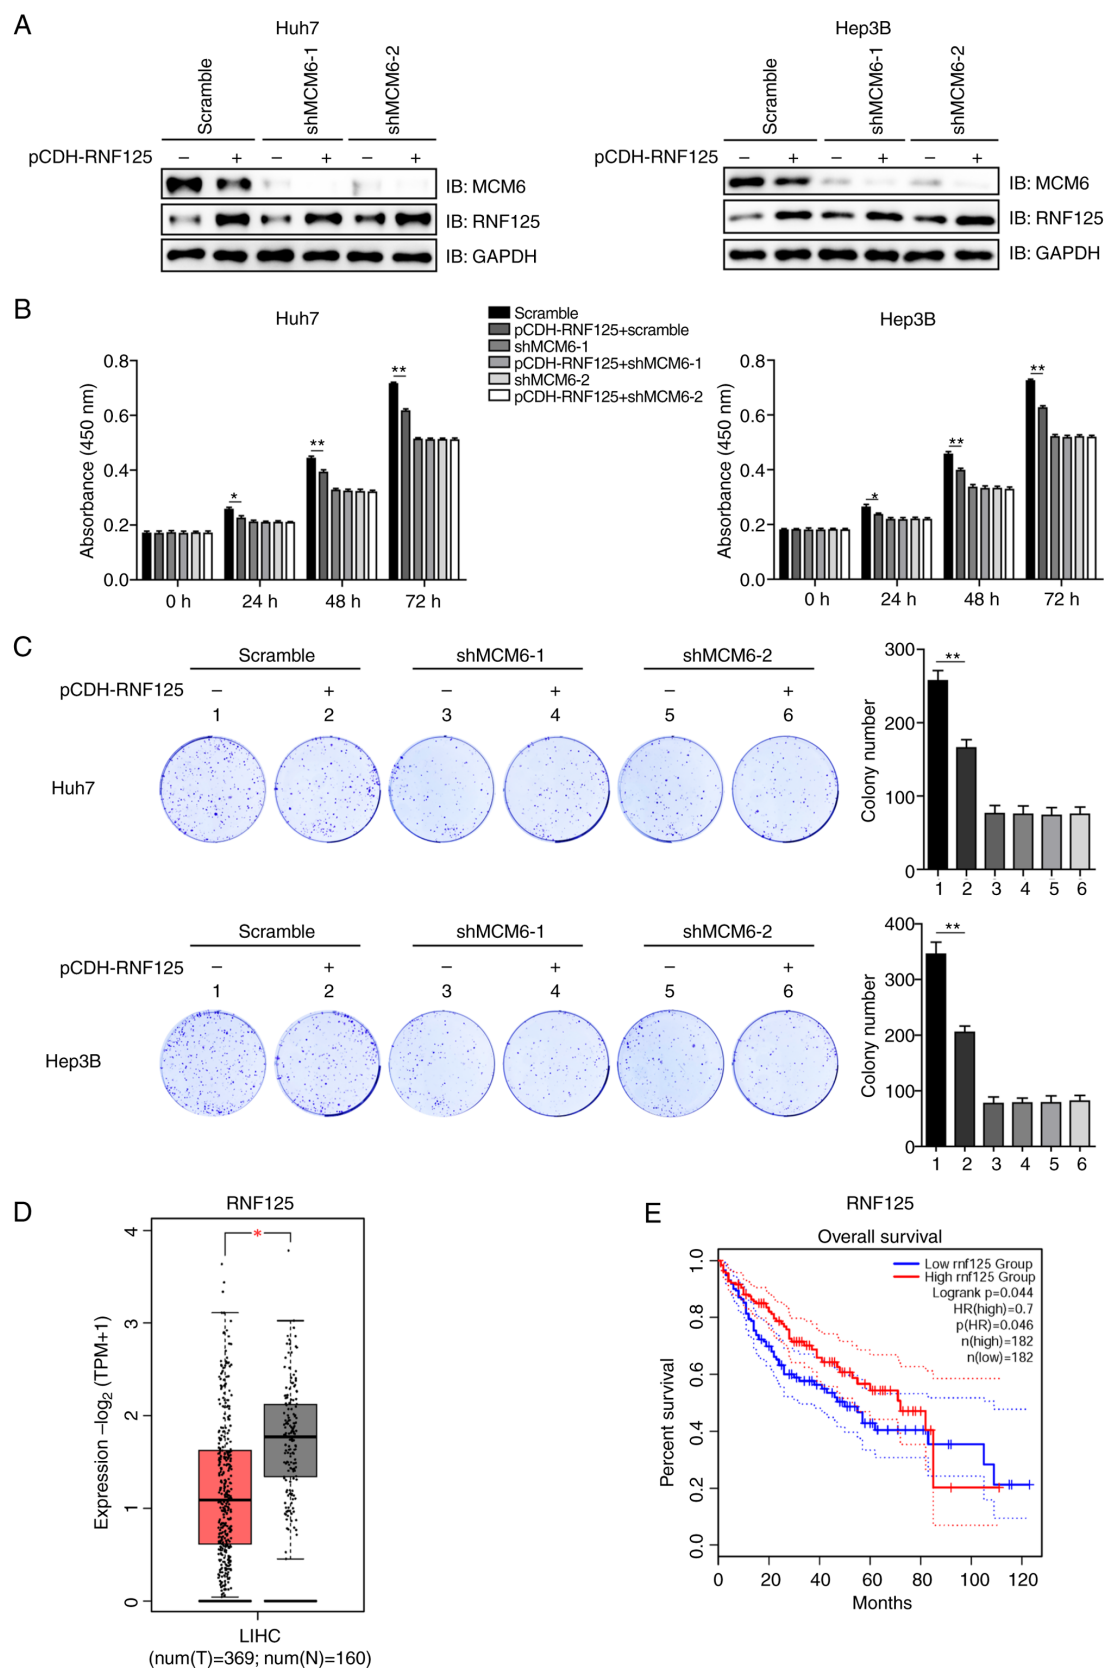 A
Huh7
Scramble
shMCM6-1
shMCM6-2
pCDH-RNF125
− + − + − +
IB: MCM6
IB: RNF125
IB: GAPDH
Hep3B
Scramble
shMCM6-1
shMCM6-2
pCDH-RNF125
− + − + − +
IB: MCM6
IB: RNF125
IB: GAPDH
B
Huh7
Absorbance (450 nm)
0.8
0.6
0.4
0.2
0.0
*
**
**
0 h 24 h 48 h 72 h
Scramble
pCDH-RNF125+scramble
shMCM6-1
pCDH-RNF125+shMCM6-1
shMCM6-2
pCDH-RNF125+shMCM6-2
Hep3B
Absorbance (450 nm)
0.8
0.6
0.4
0.2
0.0
*
**
**
0 h 24 h 48 h 72 h
C
Scramble shMCM6-1 shMCM6-2
pCDH-RNF125 − + − + − +
1 2 3 4 5 6
Huh7
Colony number
300
200
100
0
**
1 2 3 4 5 6
Scramble shMCM6-1 shMCM6-2
pCDH-RNF125 − + − + − +
1 2 3 4 5 6
Hep3B
Colony number
400
300
200
100
0
**
1 2 3 4 5 6
D
RNF125
Expression −log2 (TPM+1)
4
3
2
1
0
*
LIHC
(num(T)=369; num(N)=160)
E
RNF125
Overall survival
Low rnf125 Group
High rnf125 Group
Logrank p=0.044
HR(high)=0.7
p(HR)=0.046
n(high)=182
n(low)=182
Percent survival
1.0
0.8
0.6
0.4
0.2
0.0
0 20 40 60 80 100 120
Months